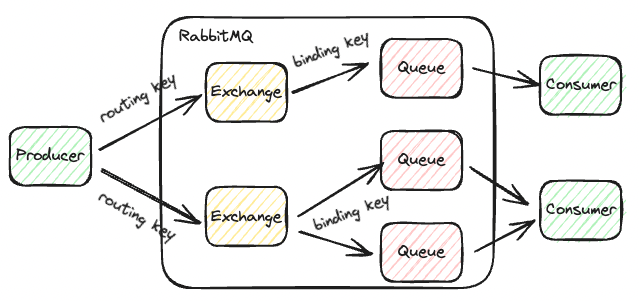 RabbitMQ
binding key
Queue
routing key
Exchange
Consumer
Producer
Queue
routing key
Exchange
binding key
Consumer
Queue